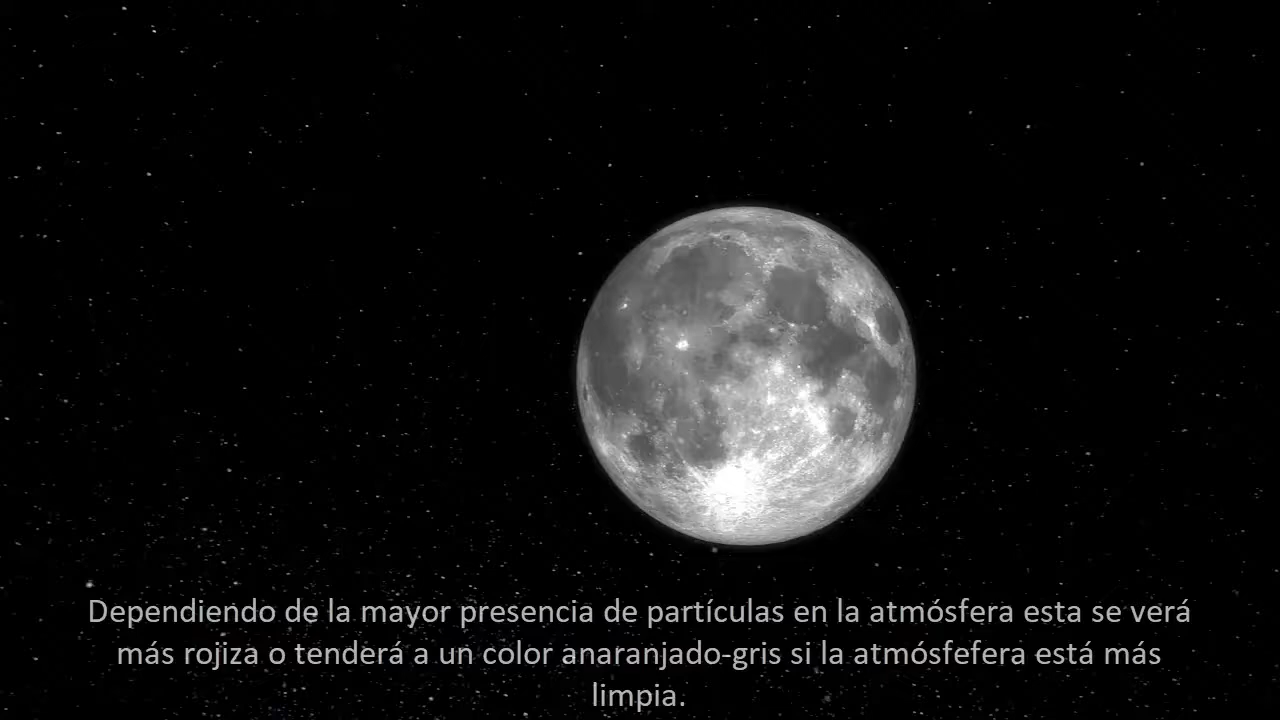 Dependiendo de la mayor presencia de partículas en la atmósfera esta se verá
más rojiza o tenderá a un color anaranjado-gris si la atmósfefera está más
limpia.